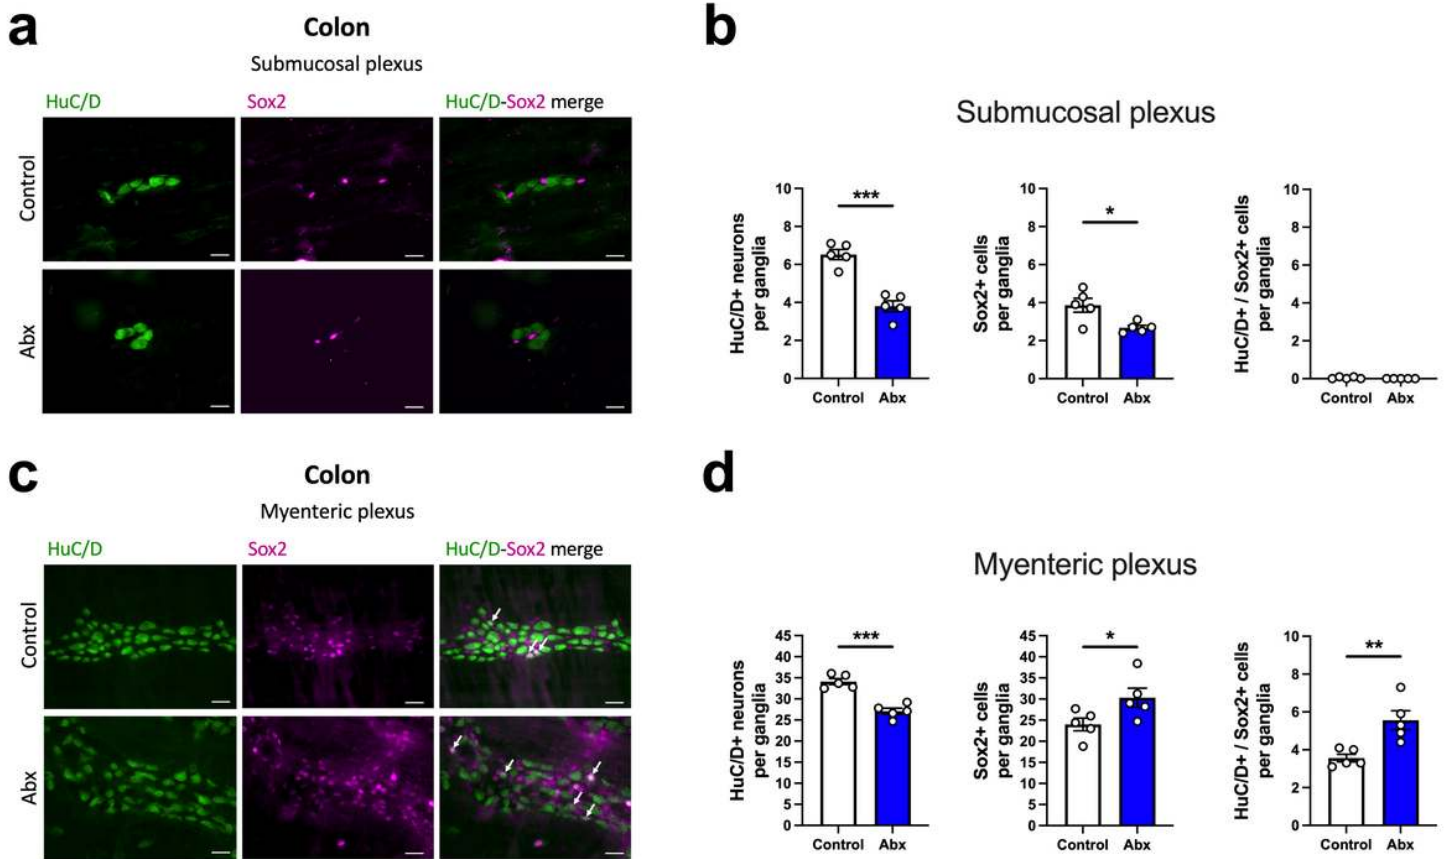 a
Colon
Submucosal plexus
HuC/D
Sox2
HuC/D-Sox2 merge
Control
Abx
b
Submucosal plexus
HuC/D+ neurons
per ganglia
10
8
6
4
2
0
***
Control
Abx
Sox2+ cells
per ganglia
10
8
6
4
2
0
*
Control
Abx
HuC/D+ / Sox2+ cells
per ganglia
10
8
6
4
2
0
Control
Abx
c
Colon
Myenteric plexus
HuC/D
Sox2
HuC/D-Sox2 merge
Control
Abx
d
Myenteric plexus
HuC/D+ neurons
per ganglia
45
40
35
30
25
20
15
10
5
0
***
Control
Abx
Sox2+ cells
per ganglia
45
40
35
30
25
20
15
10
5
0
*
Control
Abx
HuC/D+ / Sox2+ cells
per ganglia
10
8
6
4
2
0
**
Control
Abx